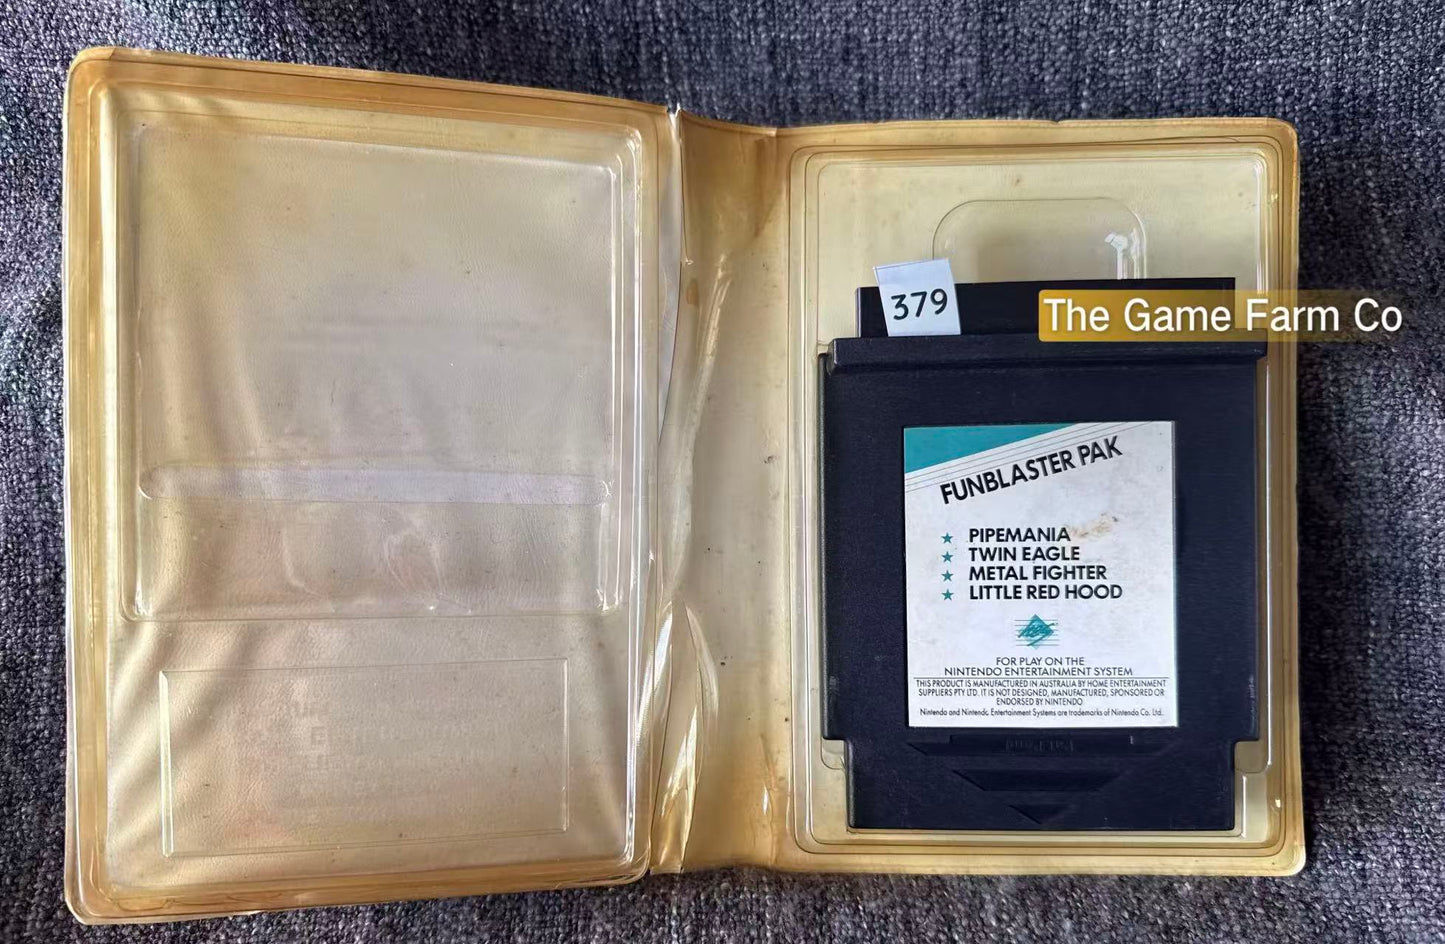 379
The Game Farm Co
FUNBLASTER PAK
PIPEMANIA
TWIN EAGLE
METAL FIGHTER
LITTLE RED HOOD
FOR PLAY ON THE
NINTENDO ENTERTAINMENT SYSTEM
THIS PRODUCT IS MANUFACTURED IN AUSTRALIA BY HOME ENTERTAINMENT
SUPPLIERS PTY LTD. IT IS NOT DESIGNED, MANUFACTURED, SPONSORED OR
ENDORSED BY NINTENDO
Nintendo and Nintendo Entertainment Systems are trademarks of Nintendo Co. Ltd.